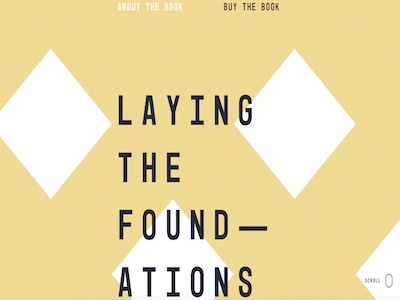 ABOUT THE BOOK BUY THE BOOK
LAYING
THE
FOUND—
ATIONS
SCROLL